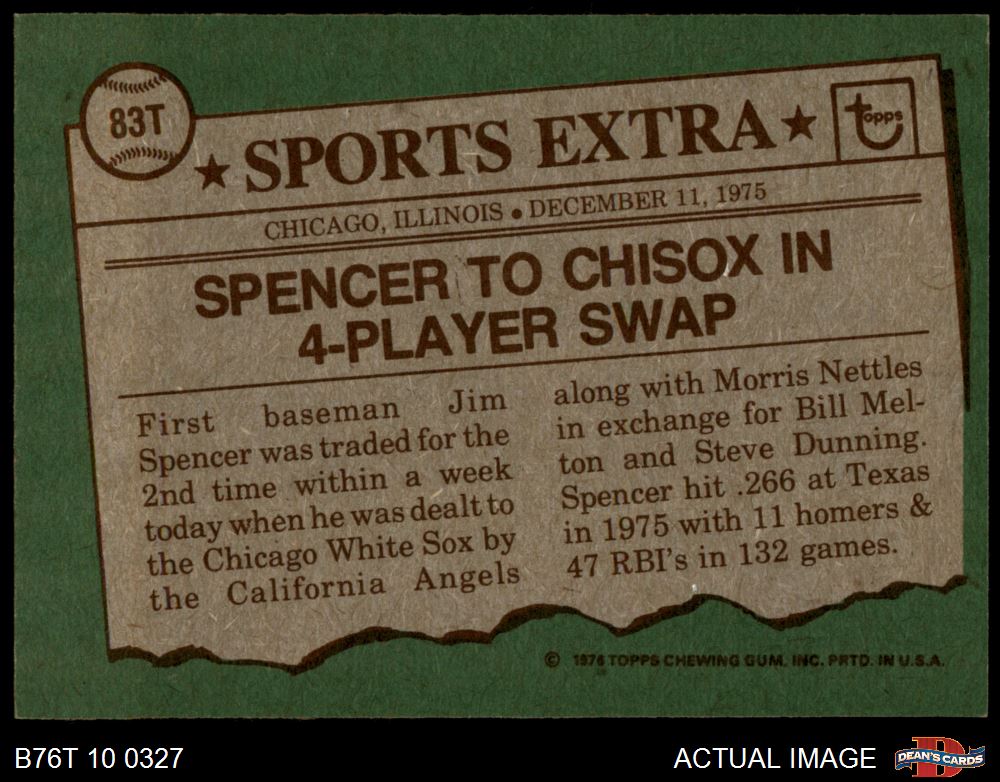 83T
★ SPORTS EXTRA ★
topps
CHICAGO, ILLINOIS • DECEMBER 11, 1975
SPENCER TO CHISOX IN
4-PLAYER SWAP
First baseman Jim
Spencer was traded for the
2nd time within a week
today when he was dealt to
the Chicago White Sox by
the California Angels
along with Morris Nettles
in exchange for Bill Mel-
ton and Steve Dunning.
Spencer hit .266 at Texas
in 1975 with 11 homers &
47 RBI's in 132 games.
© 1976 TOPPS CHEWING GUM, INC. PRTD. IN U.S.A.
B76T 10 0327
ACTUAL IMAGE
D
DEAN'S CARDS